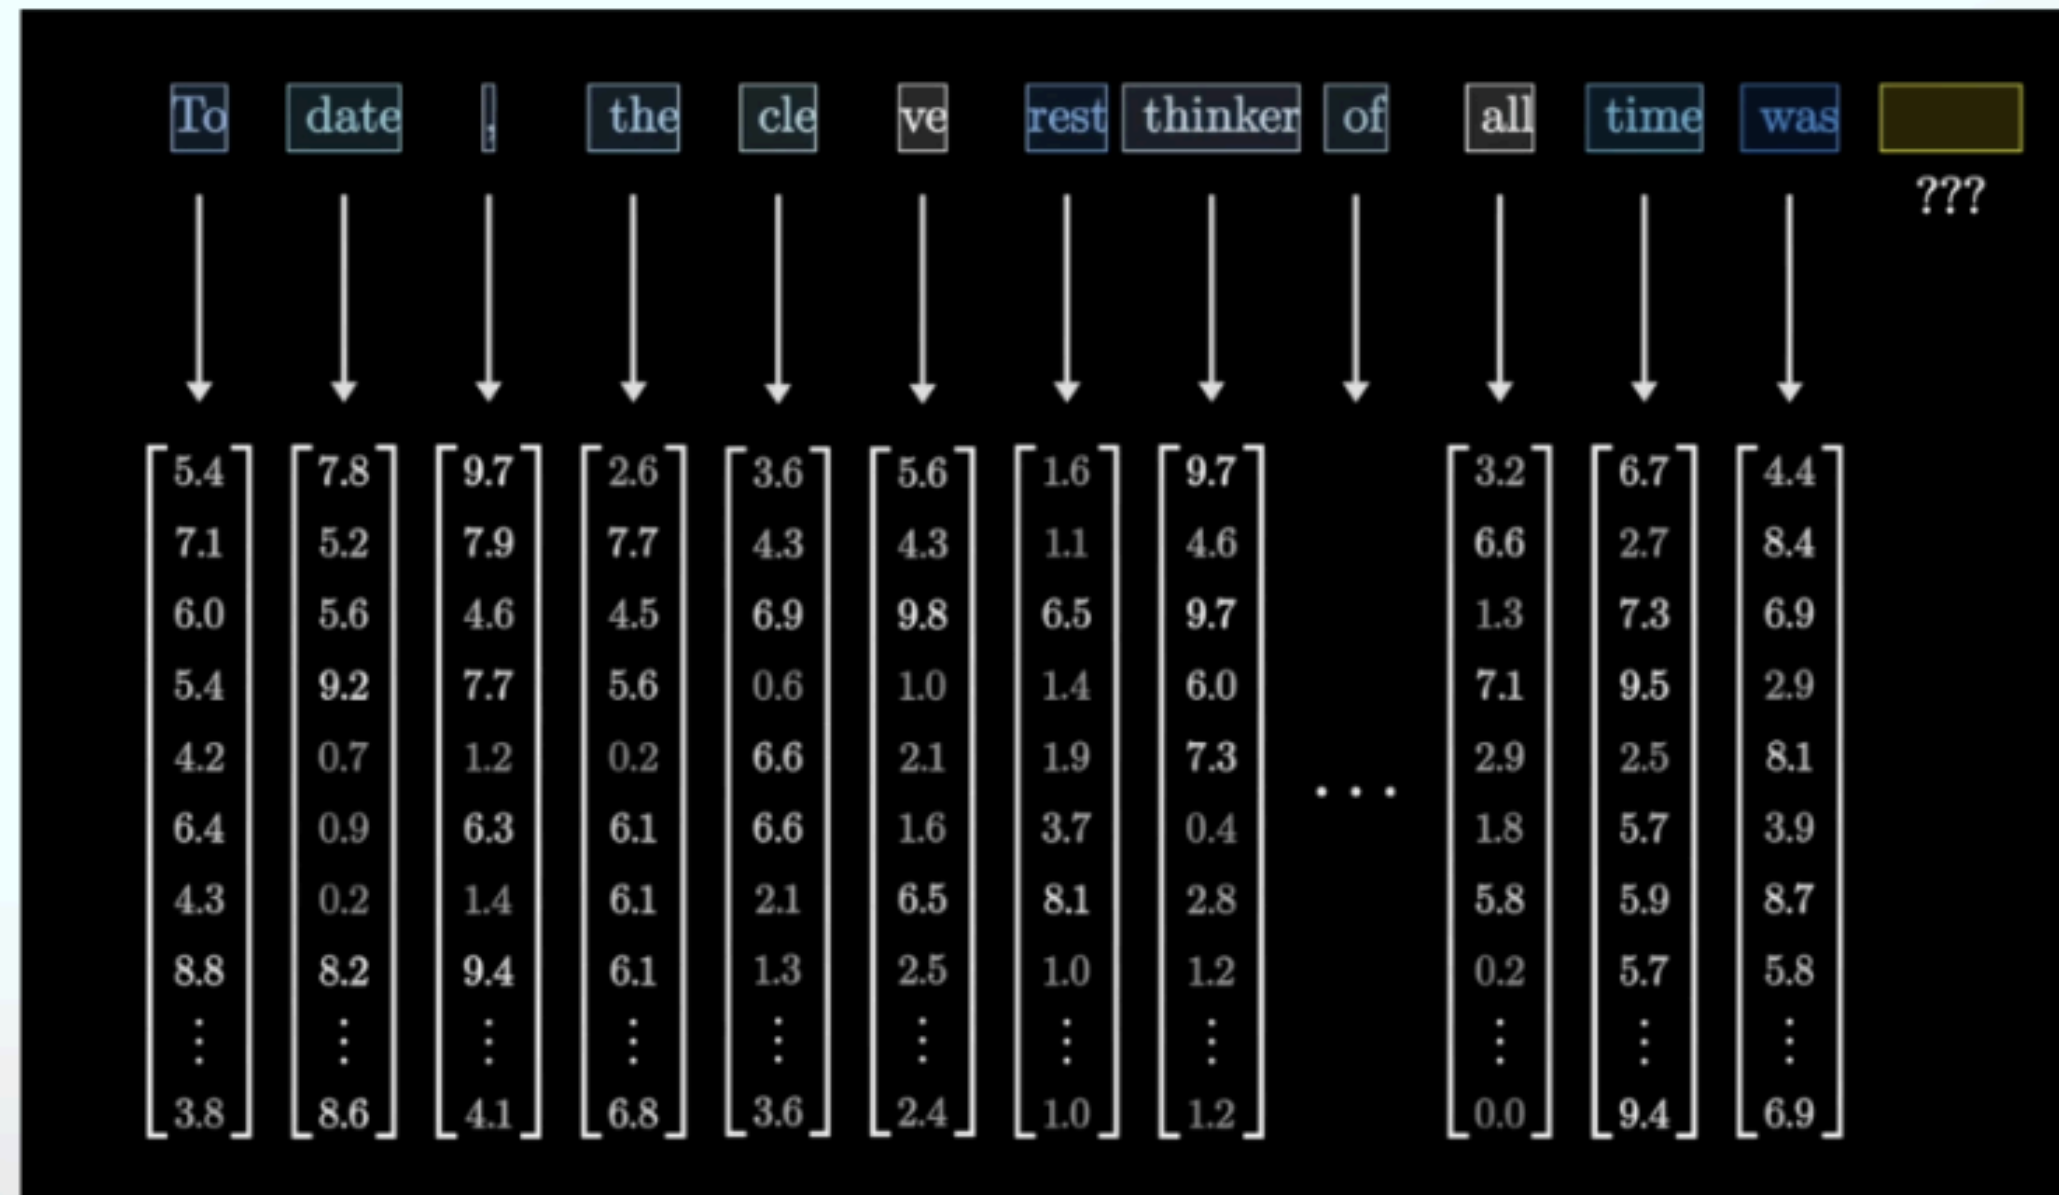 To date , the cle ve rest thinker of all time was
???
5.4 7.8 9.7 2.6 3.6 5.6 1.6 9.7 3.2 6.7 4.4
7.1 5.2 7.9 7.7 4.3 4.3 1.1 4.6 6.6 2.7 8.4
6.0 5.6 4.6 4.5 6.9 9.8 6.5 9.7 1.3 7.3 6.9
5.4 9.2 7.7 5.6 0.6 1.0 1.4 6.0 7.1 9.5 2.9
4.2 0.7 1.2 0.2 6.6 2.1 1.9 7.3 ... 2.9 2.5 8.1
6.4 0.9 6.3 6.1 6.6 1.6 3.7 0.4 1.8 5.7 3.9
4.3 0.2 1.4 6.1 2.1 6.5 8.1 2.8 5.8 5.9 8.7
8.8 8.2 9.4 6.1 1.3 2.5 1.0 1.2 0.2 5.7 5.8
⋮ ⋮ ⋮ ⋮ ⋮ ⋮ ⋮ ⋮ ⋮ ⋮ ⋮
3.8 8.6 4.1 6.8 3.6 2.4 1.0 1.2 0.0 9.4 6.9